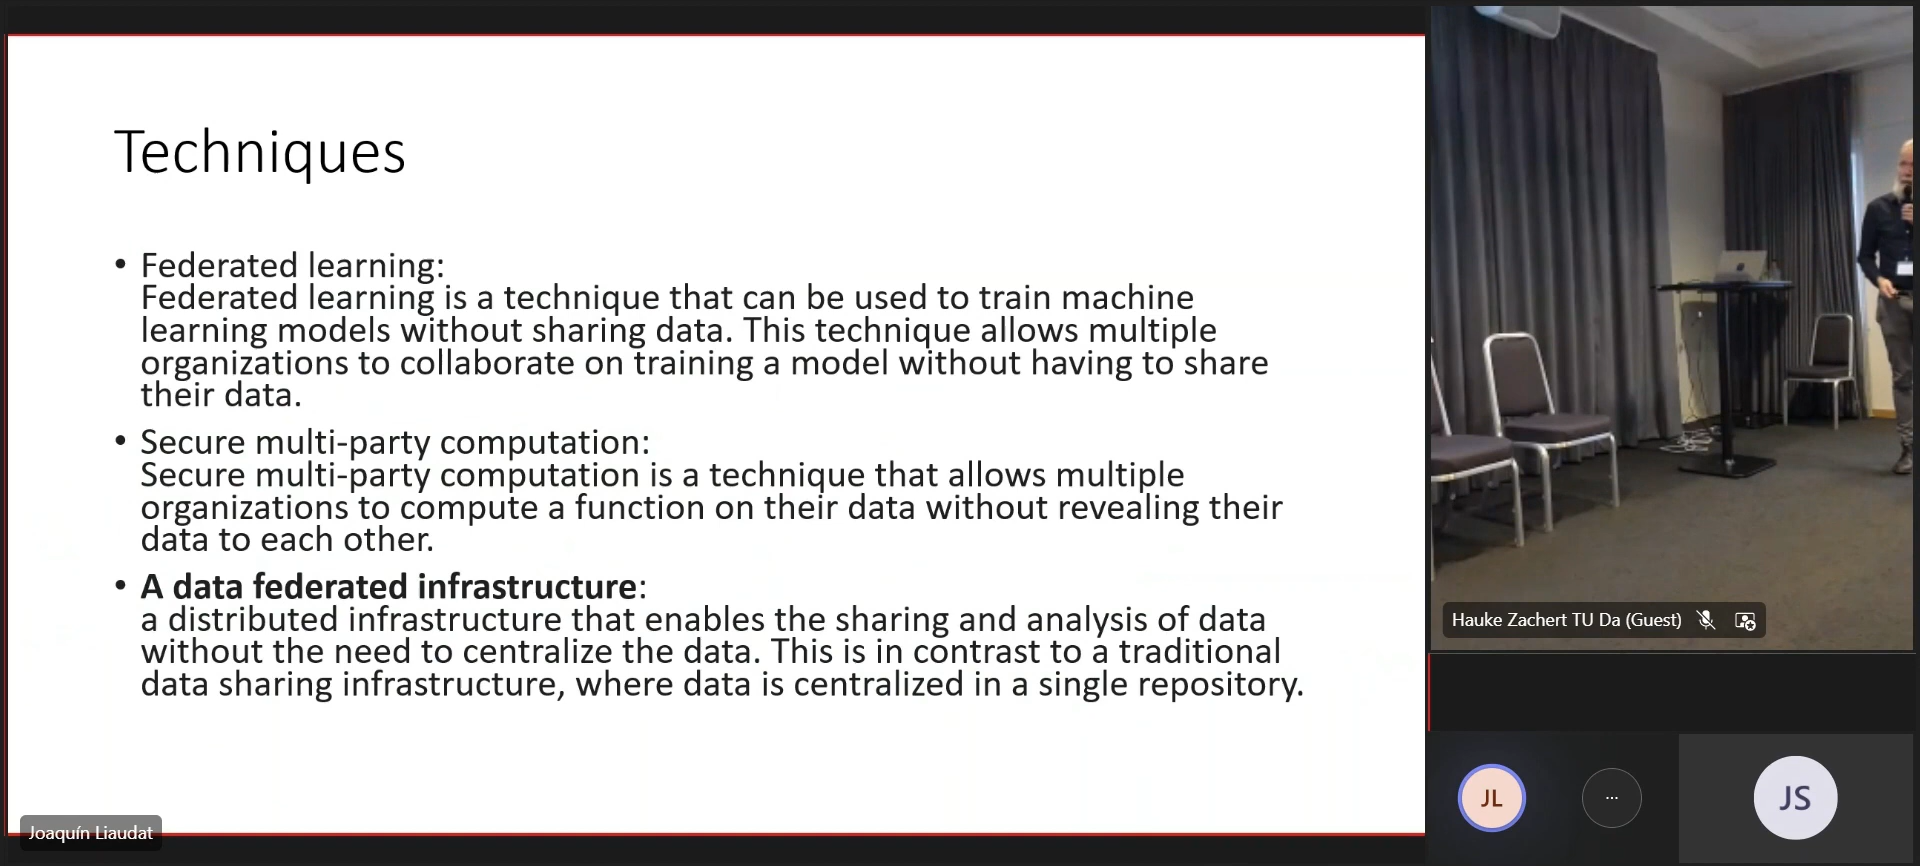 Techniques
• Federated learning:
Federated learning is a technique that can be used to train machine
learning models without sharing data. This technique allows multiple
organizations to collaborate on training a model without having to share
their data.
• Secure multi-party computation:
Secure multi-party computation is a technique that allows multiple
organizations to compute a function on their data without revealing their
data to each other.
• A data federated infrastructure:
a distributed infrastructure that enables the sharing and analysis of data
without the need to centralize the data. This is in contrast to a traditional
data sharing infrastructure, where data is centralized in a single repository.
Joaquín Liaudat
Hauke Zachert TU Da (Guest)
JL
...
JS